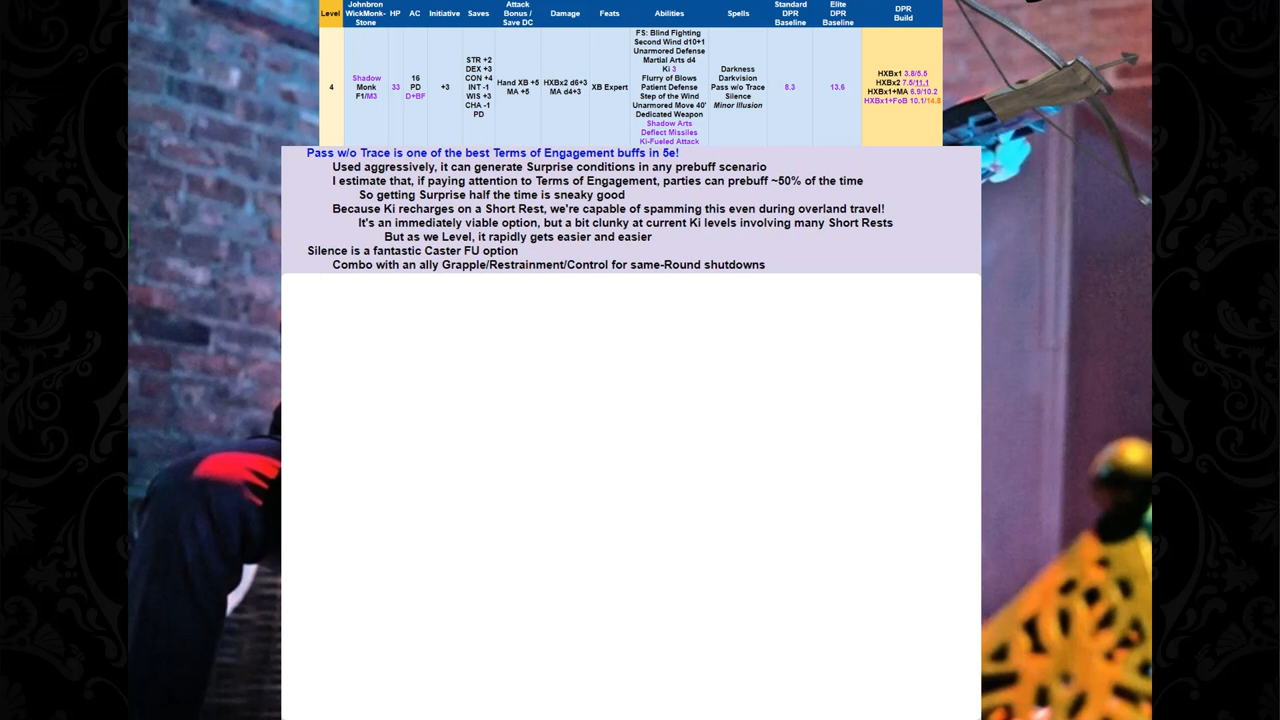 Level
Johnbron WickMonk-Stone
HP
AC
Initiative
Saves
Attack Bonus / Save DC
Damage
Feats
Abilities
Spells
Standard DPR Baseline
Elite DPR Baseline
DPR Build
4
Shadow
Monk
F1/M3
33
16
PD
D+BF
+3
STR +2
DEX +3
CON +4
INT -1
WIS +3
CHA -1
PD
Hand XB +5
MA +5
HXBx2 d6+3
MA d4+3
XB Expert
FS: Blind Fighting
Second Wind d10+1
Unarmored Defense
Martial Arts d4
Ki 3
Flurry of Blows
Patient Defense
Step of the Wind
Unarmored Move 40'
Dedicated Weapon
Shadow Arts
Deflect Missiles
Ki-Fueled Attack
Darkness
Darkvision
Pass w/o Trace
Silence
Minor Illusion
8.3
13.6
HXBx1 3.8/5.5
HXBx2 7.5/11.1
HXBx1+MA 6.9/10.2
HXBx1+FoB 10.1/14.8
Pass w/o Trace is one of the best Terms of Engagement buffs in 5e!
Used aggressively, it can generate Surprise conditions in any prebuff scenario
I estimate that, if paying attention to Terms of Engagement, parties can prebuff ~50% of the time
So getting Surprise half the time is sneaky good
Because Ki recharges on a Short Rest, we're capable of spamming this even during overland travel!
It's an immediately viable option, but a bit clunky at current Ki levels involving many Short Rests
But as we Level, it rapidly gets easier and easier
Silence is a fantastic Caster FU option
Combo with an ally Grapple/Restrainment/Control for same-Round shutdowns